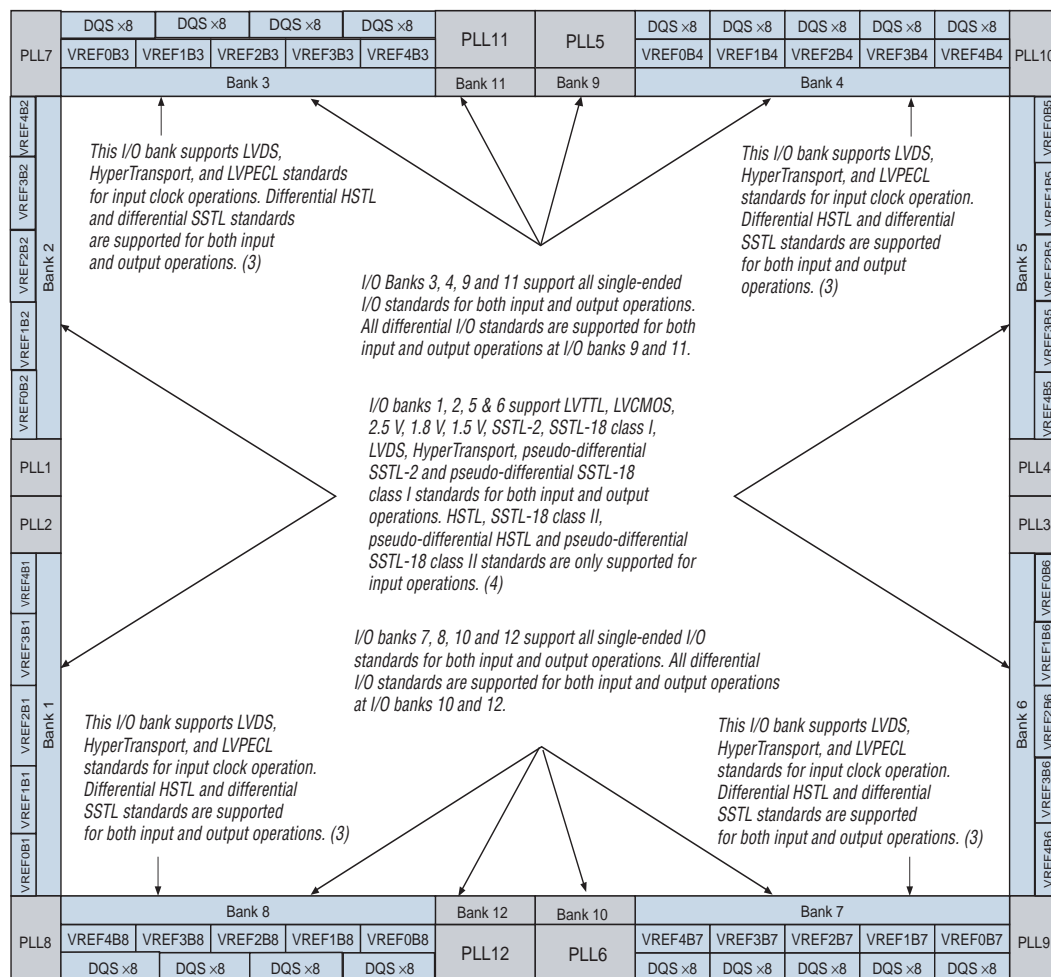 DQS ×8 DQS ×8 DQS ×8 DQS ×8
PLL7
VREF0B3 VREF1B3 VREF2B3 VREF3B3 VREF4B3
Bank 3
PLL11
Bank 11
PLL5
Bank 9
DQS ×8 DQS ×8 DQS ×8 DQS ×8 DQS ×8
VREF0B4 VREF1B4 VREF2B4 VREF3B4 VREF4B4
Bank 4
PLL10
VREF4B2
VREF3B2
VREF2B2
VREF1B2
VREF0B2
Bank 2
This I/O bank supports LVDS,
HyperTransport, and LVPECL standards
for input clock operations. Differential HSTL
and differential SSTL standards
are supported for both input
and output operations. (3)
This I/O bank supports LVDS,
HyperTransport, and LVPECL
standards for input clock operation.
Differential HSTL and differential
SSTL standards are supported
for both input and output
operations. (3)
VREF0B5
VREF1B5
VREF2B5
VREF3B5
VREF4B5
Bank 5
I/O Banks 3, 4, 9 and 11 support all single-ended
I/O standards for both input and output operations.
All differential I/O standards are supported for both
input and output operations at I/O banks 9 and 11.
I/O banks 1, 2, 5 & 6 support LVTTL, LVCMOS,
2.5 V, 1.8 V, 1.5 V, SSTL-2, SSTL-18 class I,
LVDS, HyperTransport, pseudo-differential
SSTL-2 and pseudo-differential SSTL-18
class I standards for both input and output
operations. HSTL, SSTL-18 class II,
pseudo-differential HSTL and pseudo-differential
SSTL-18 class II standards are only supported for
input operations. (4)
PLL1
PLL2
PLL4
PLL3
VREF4B1
VREF3B1
VREF2B1
VREF1B1
VREF0B1
Bank 1
I/O banks 7, 8, 10 and 12 support all single-ended I/O
standards for both input and output operations. All differential
I/O standards are supported for both input and output operations
at I/O banks 10 and 12.
VREF0B6
VREF1B6
VREF2B6
VREF3B6
VREF4B6
Bank 6
This I/O bank supports LVDS,
HyperTransport, and LVPECL
standards for input clock operation.
Differential HSTL and differential
SSTL standards are supported
for both input and output operations. (3)
This I/O bank supports LVDS,
HyperTransport, and LVPECL
standards for input clock operation.
Differential HSTL and differential
SSTL standards are supported
for both input and output operations. (3)
PLL8
Bank 8
VREF4B8 VREF3B8 VREF2B8 VREF1B8 VREF0B8
DQS ×8 DQS ×8 DQS ×8 DQS ×8
Bank 12
PLL12
Bank 10
PLL6
Bank 7
VREF4B7 VREF3B7 VREF2B7 VREF1B7 VREF0B7
DQS ×8 DQS ×8 DQS ×8 DQS ×8 DQS ×8
PLL9